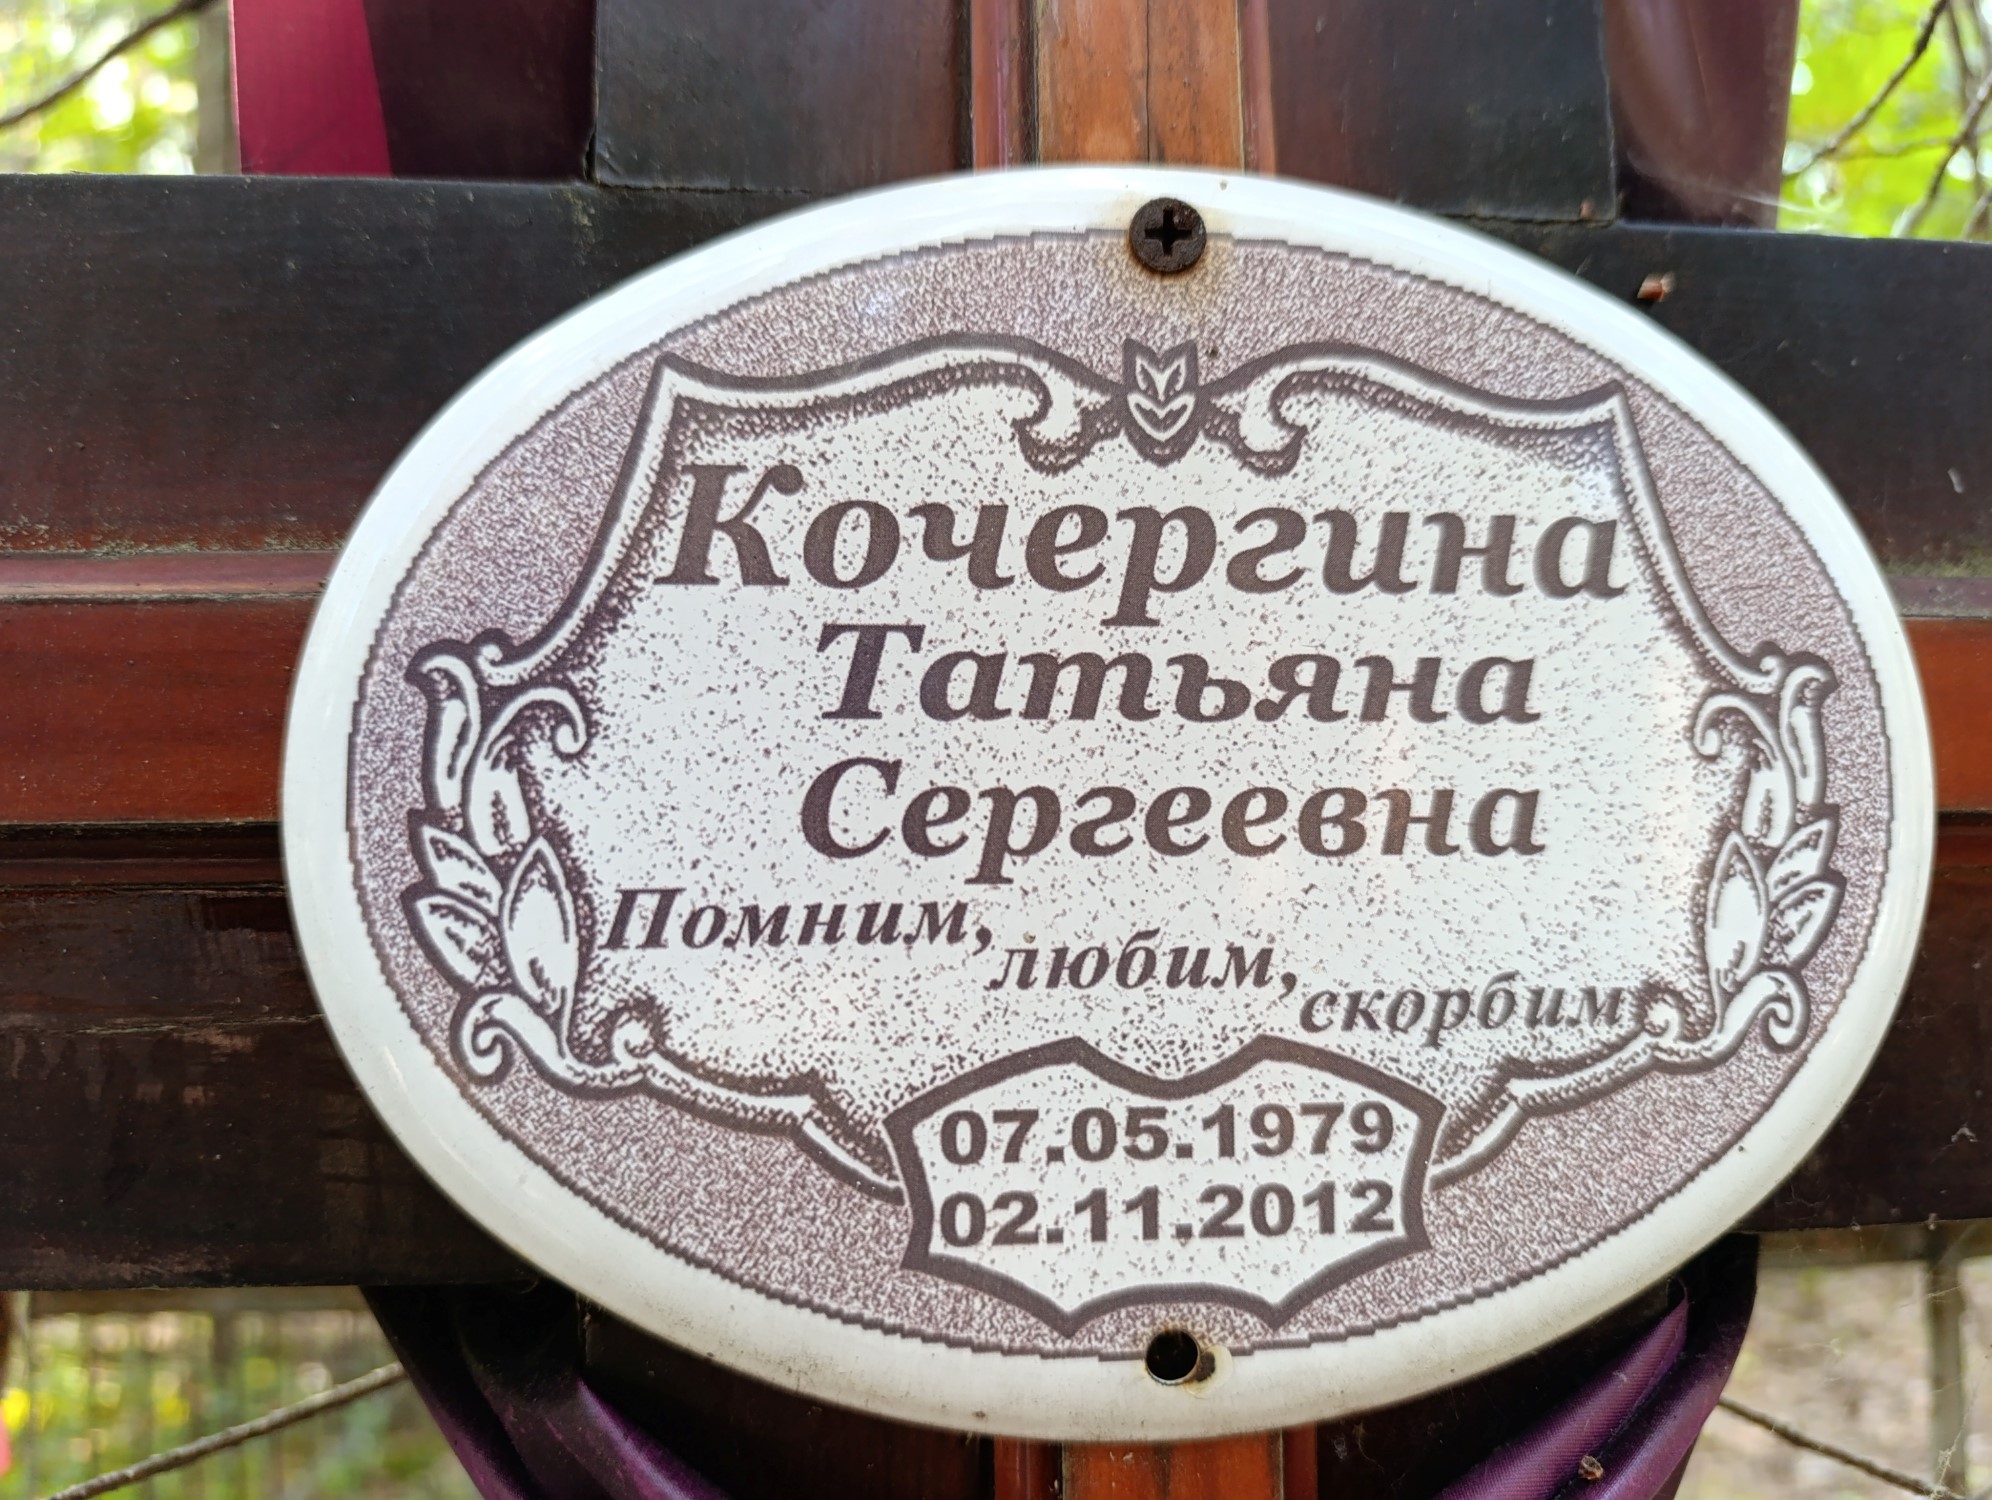 Кочергина
Татьяна
Сергеевна
Помним, любим, скорбим
07.05.1979
02.11.2012